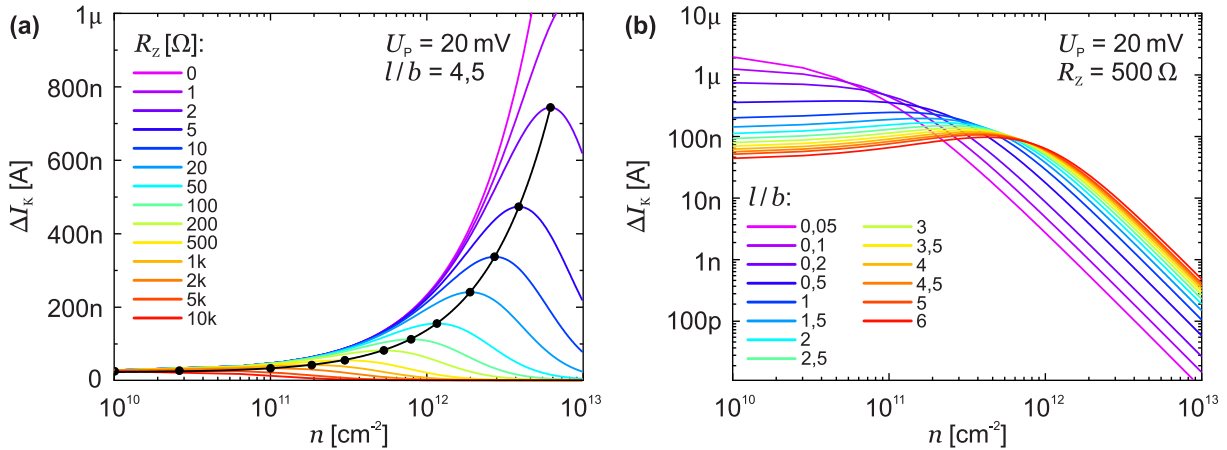 (a)
1µ
800n
600n
400n
200n
0
ΔI_K [A]
R_Z [Ω]:
0
1
2
5
10
20
50
100
200
500
1k
2k
5k
10k
U_P = 20 mV
l/b = 4,5
10^10
10^11
10^12
10^13
n [cm^-2]
(b)
10µ
1µ
100n
10n
1n
100p
ΔI_K [A]
U_P = 20 mV
R_Z = 500 Ω
l/b:
0,05
0,1
0,2
0,5
1
1,5
2
2,5
3
3,5
4
4,5
5
6
10^10
10^11
10^12
10^13
n [cm^-2]